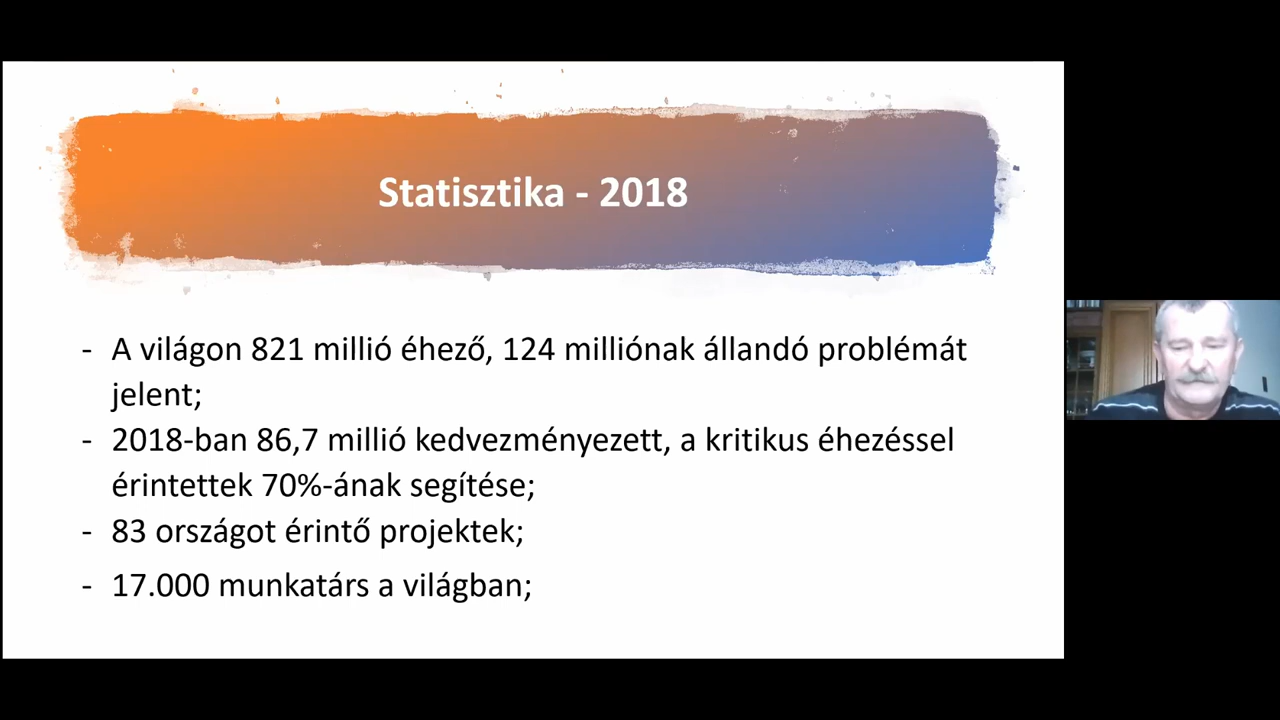 Statisztika - 2018
- A világon 821 millió éhező, 124 milliónak állandó problémát
jelent;
- 2018-ban 86,7 millió kedvezményezett, a kritikus éhezéssel
érintettek 70%-ának segítése;
- 83 országot érintő projektek;
- 17.000 munkatárs a világban;